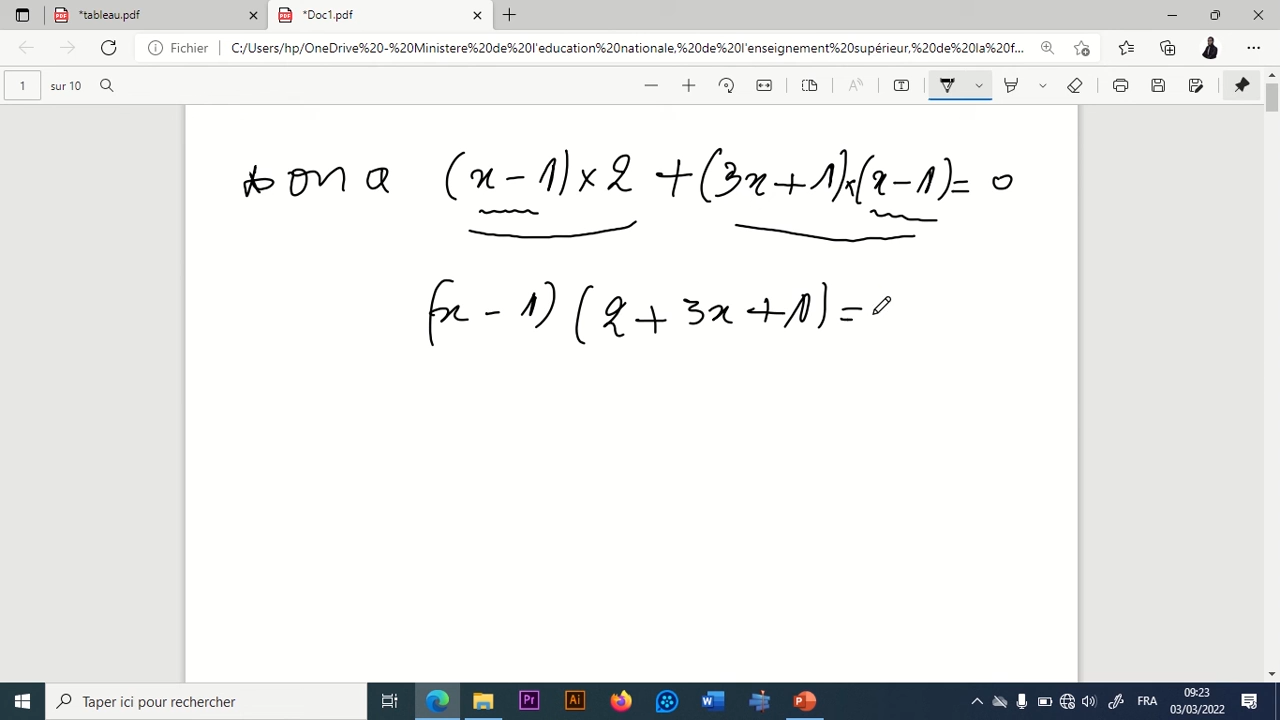 *tableau.pdf
*Doc1.pdf
Fichier
C:/Users/hp/OneDrive%20-%20Ministere%20de%20l'education%20nationale,%20de%20l'enseignement%20supérieur,%20de%20la%20f...
1 sur 10
on a (x - 1) × 2 + (3x + 1) × (x - 1) = 0
(x - 1) (2 + 3x + 1) =
Taper ici pour rechercher
FRA
09:23
03/03/2022